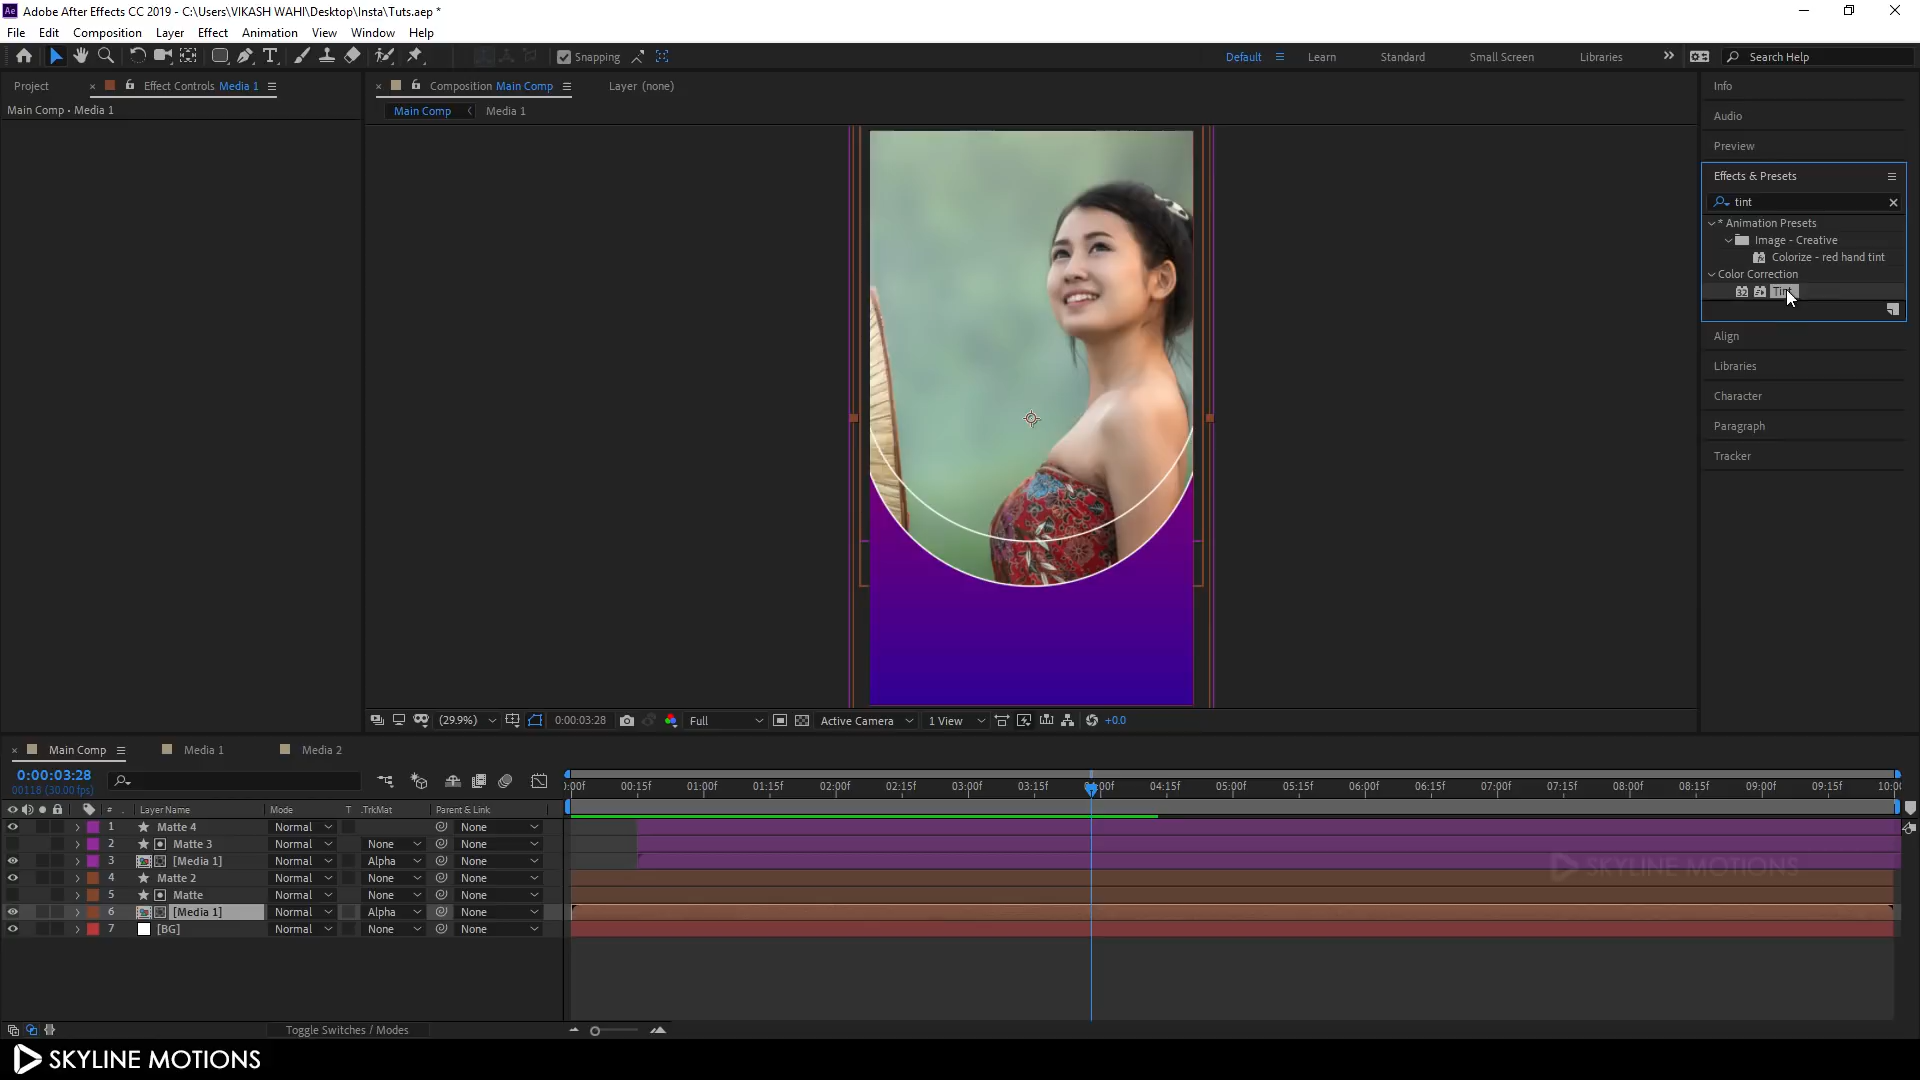 Adobe After Effects CC 2019 - C:\Users\VIKASH WAHI\Desktop\Insta\Tuts.aep *
File Edit Composition Layer Effect Animation View Window Help
Snapping Default Learn Standard Small Screen Libraries Search Help
Project Effect Controls Media 1 Composition Main Comp Layer (none)
Main Comp • Media 1
Main Comp Media 1
Info
Audio
Preview
Effects & Presets
tint
* Animation Presets
Image - Creative
Colorize - red hand tint
Color Correction
32 Tint
Align
Libraries
Character
Paragraph
Tracker
(29.9%) 0:00:03:28 Full Active Camera 1 View +0.0
Main Comp Media 1 Media 2
0:00:03:28
00118 (30.00 fps)
):00f 00:15f 01:00f 01:15f 02:00f 02:15f 03:00f 03:15f 00f 04:15f 05:00f 05:15f 06:00f 06:15f 07:00f 07:15f 08:00f 08:15f 09:00f 09:15f 10:0(
# Layer Name Mode T .TrkMat Parent & Link
1 Matte 4 Normal None
2 Matte 3 Normal None None
3 [Media 1] Normal Alpha None
4 Matte 2 Normal None None
5 Matte Normal None None
6 [Media 1] Normal Alpha None
7 [BG] Normal None None
SKYLINE MOTIONS
Toggle Switches / Modes
SKYLINE MOTIONS